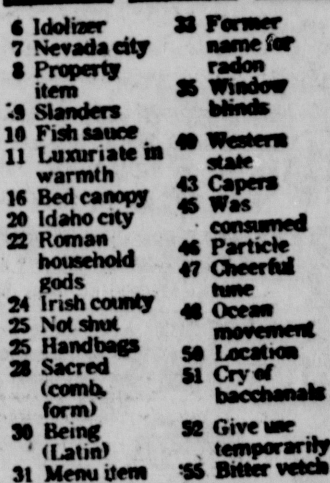 6 Idolizer
7 Nevada city
8 Property
item
9 Slanders
10 Fish sauce
11 Luxuriate in
warmth
16 Bed canopy
20 Idaho city
22 Roman
household
gods
24 Irish county
25 Not shut
25 Handbags
28 Sacred
(comb.
form)
30 Being
(Latin)
31 Menu item
33 Former
name for
radon
35 Window
blinds
40 Western
state
43 Capers
45 Was
consumed
46 Particle
47 Cheerful
tune
48 Ocean
movement
50 Location
51 Cry of
bacchanals
52 Give use
temporarily
55 Bitter vetch